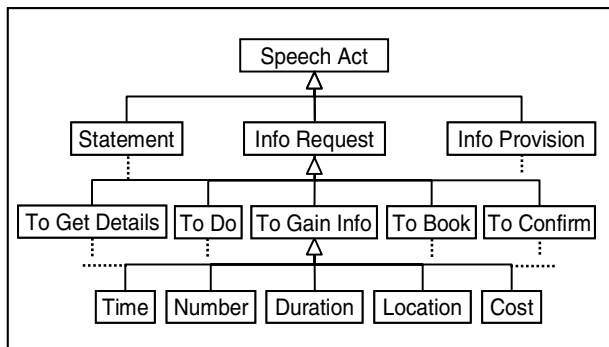 Speech Act
Statement Info Request Info Provision
To Get Details To Do To Gain Info To Book To Confirm
Time Number Duration Location Cost